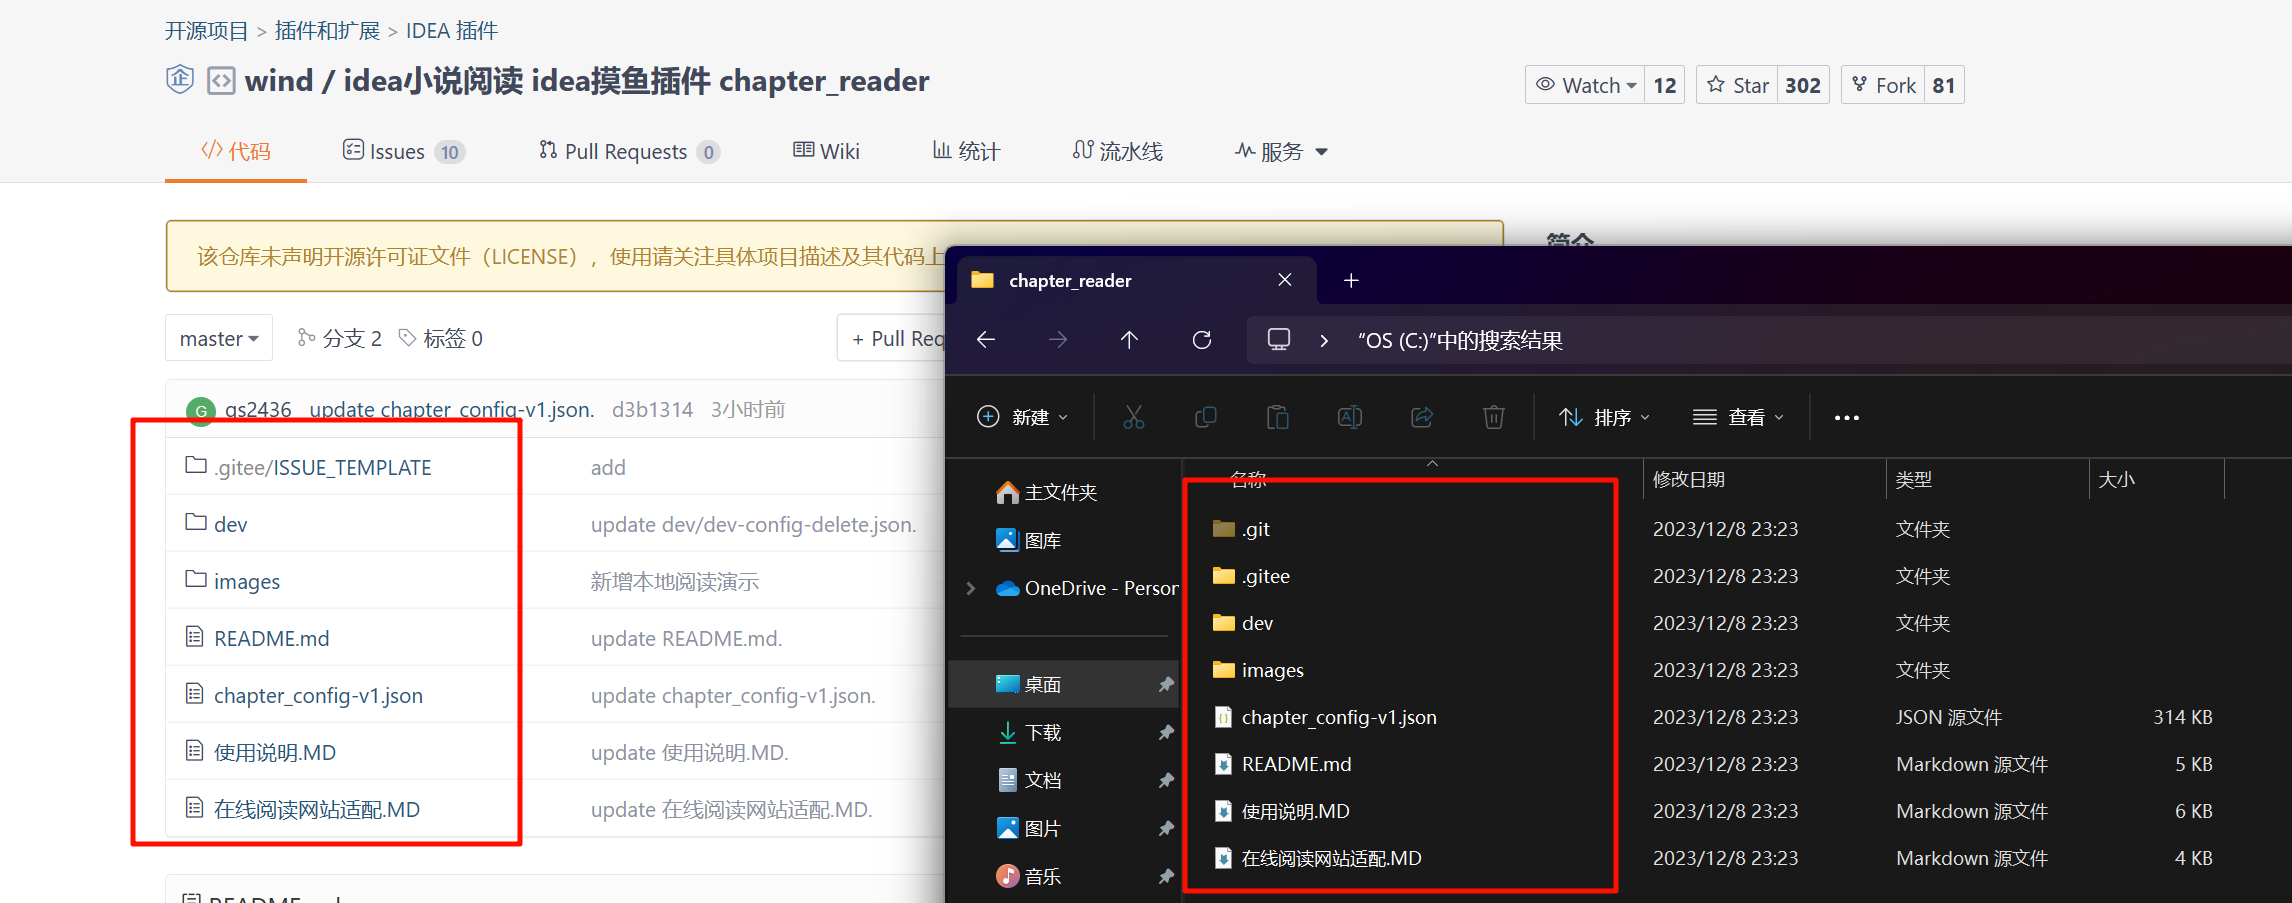 开源项目 > 插件和扩展 > IDEA 插件
wind / idea小说阅读 idea摸鱼插件 chapter_reader
Watch 12 Star 302 Fork 81
代码 Issues 10 Pull Requests 0 Wiki 统计 流水线 服务
该仓库未声明开源许可证文件（LICENSE），使用请关注具体项目描述及其代码上
简介
master 分支 2 标签 0 + Pull Req
G gs2436 update chapter_config-v1.json. d3b1314 3小时前
.gitee/ISSUE_TEMPLATE add
dev update dev/dev-config-delete.json.
images 新增本地阅读演示
README.md update README.md.
chapter_config-v1.json update chapter_config-v1.json.
使用说明.MD update 使用说明.MD.
在线阅读网站适配.MD update 在线阅读网站适配.MD.
README.md
chapter_reader
"OS (C:)"中的搜索结果
新建 排序 查看
主文件夹
图库
OneDrive - Person
桌面
下载
文档
图片
音乐
名称 修改日期 类型 大小
.git 2023/12/8 23:23 文件夹
.gitee 2023/12/8 23:23 文件夹
dev 2023/12/8 23:23 文件夹
images 2023/12/8 23:23 文件夹
chapter_config-v1.json 2023/12/8 23:23 JSON 源文件 314 KB
README.md 2023/12/8 23:23 Markdown 源文件 5 KB
使用说明.MD 2023/12/8 23:23 Markdown 源文件 6 KB
在线阅读网站适配.MD 2023/12/8 23:23 Markdown 源文件 4 KB